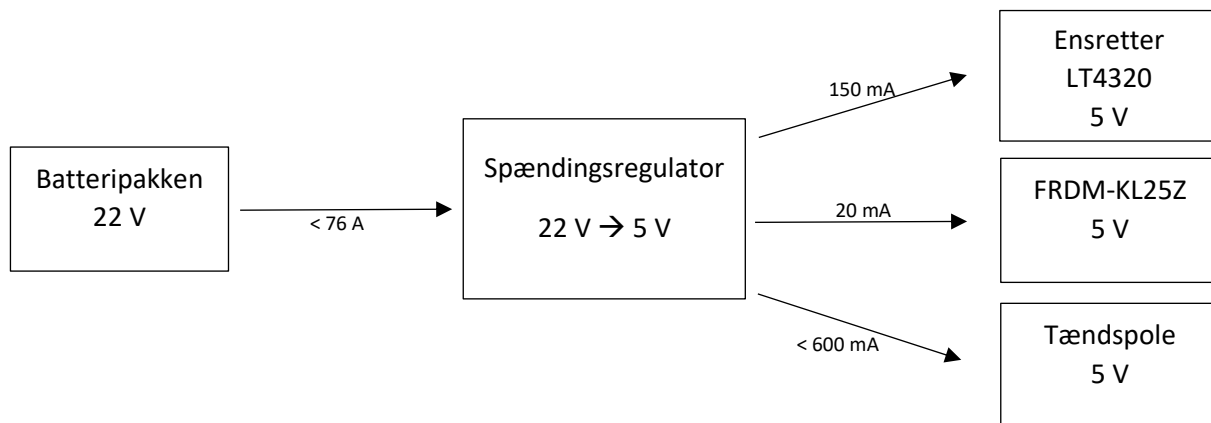 Batteripakken
22 V
< 76 A
Spændingsregulator
22 V → 5 V
150 mA
20 mA
< 600 mA
Ensretter
LT4320
5 V
FRDM-KL25Z
5 V
Tændspole
5 V